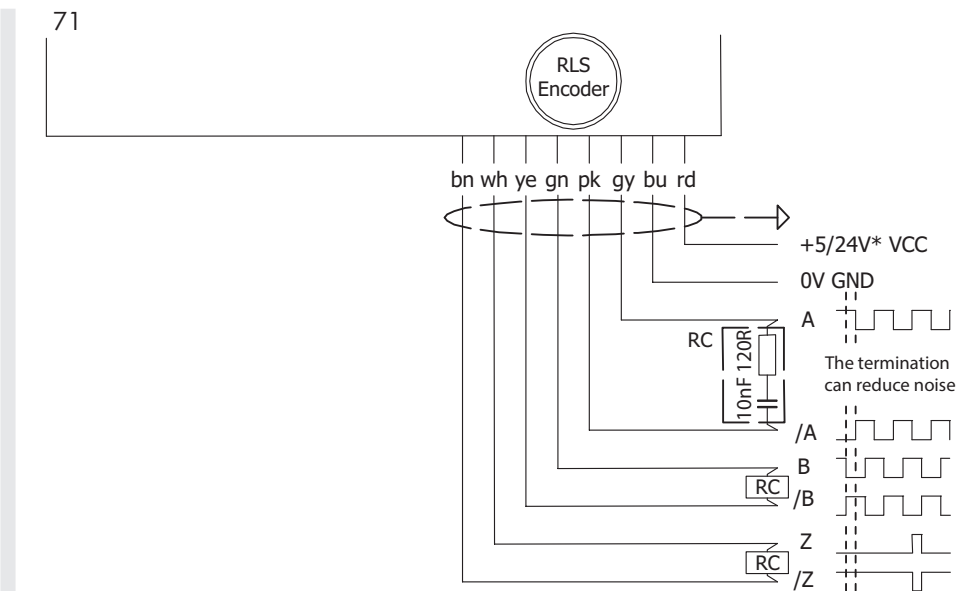 71
RLS
Encoder
bn wh ye gn pk gy bu rd
+5/24V* VCC
0V GND
A
RC
10nF 120R
The termination
can reduce noise
/A
B
RC
/B
Z
RC
/Z